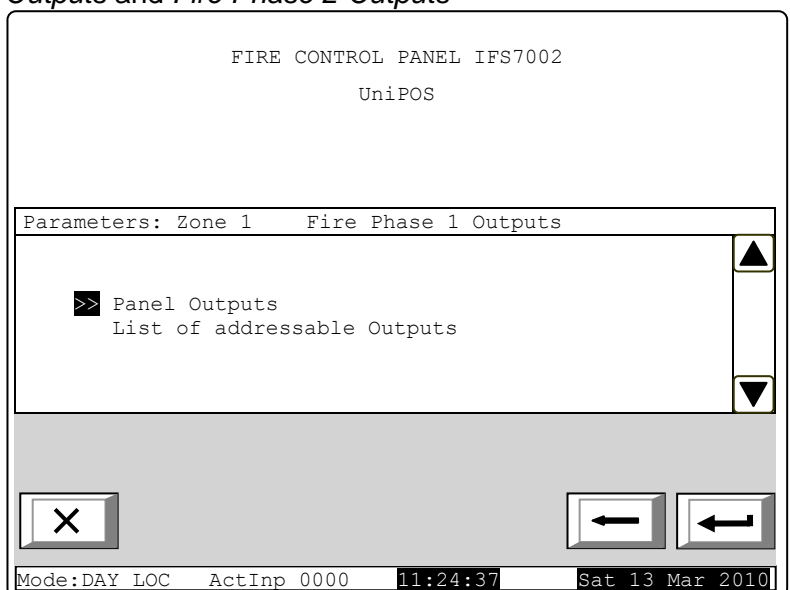 Outputs and Fire Phase 2 Outputs
FIRE CONTROL PANEL IFS7002
UniPOS
Parameters: Zone 1 Fire Phase 1 Outputs
>> Panel Outputs
List of addressable Outputs
Mode:DAY LOC ActInp 0000 11:24:37 Sat 13 Mar 2010